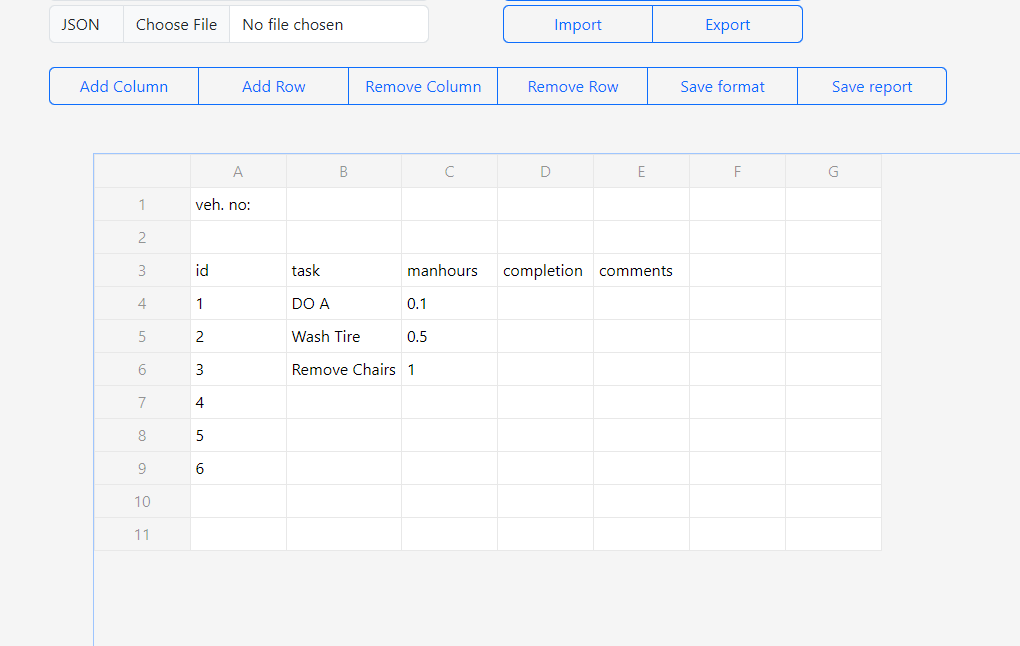 JSON Choose File No file chosen Import Export
Add Column Add Row Remove Column Remove Row Save format Save report
A B C D E F G
1 veh. no:
2
3 id task manhours completion comments
4 1 DO A 0.1
5 2 Wash Tire 0.5
6 3 Remove Chairs 1
7 4
8 5
9 6
10
11